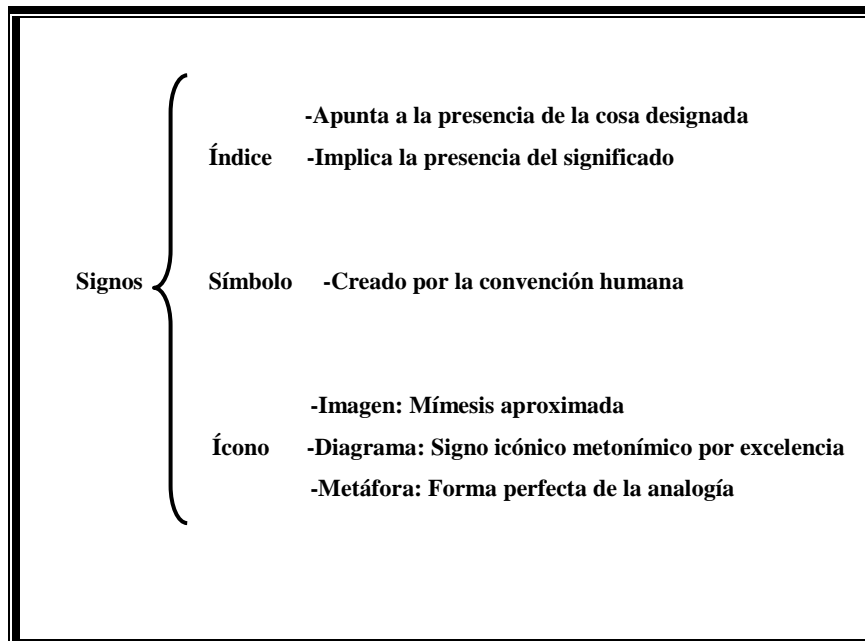 -Apunta a la presencia de la cosa designada
Índice -Implica la presencia del significado
Signos Símbolo -Creado por la convención humana
-Imagen: Mímesis aproximada
Ícono -Diagrama: Signo icónico metonímico por excelencia
-Metáfora: Forma perfecta de la analogía